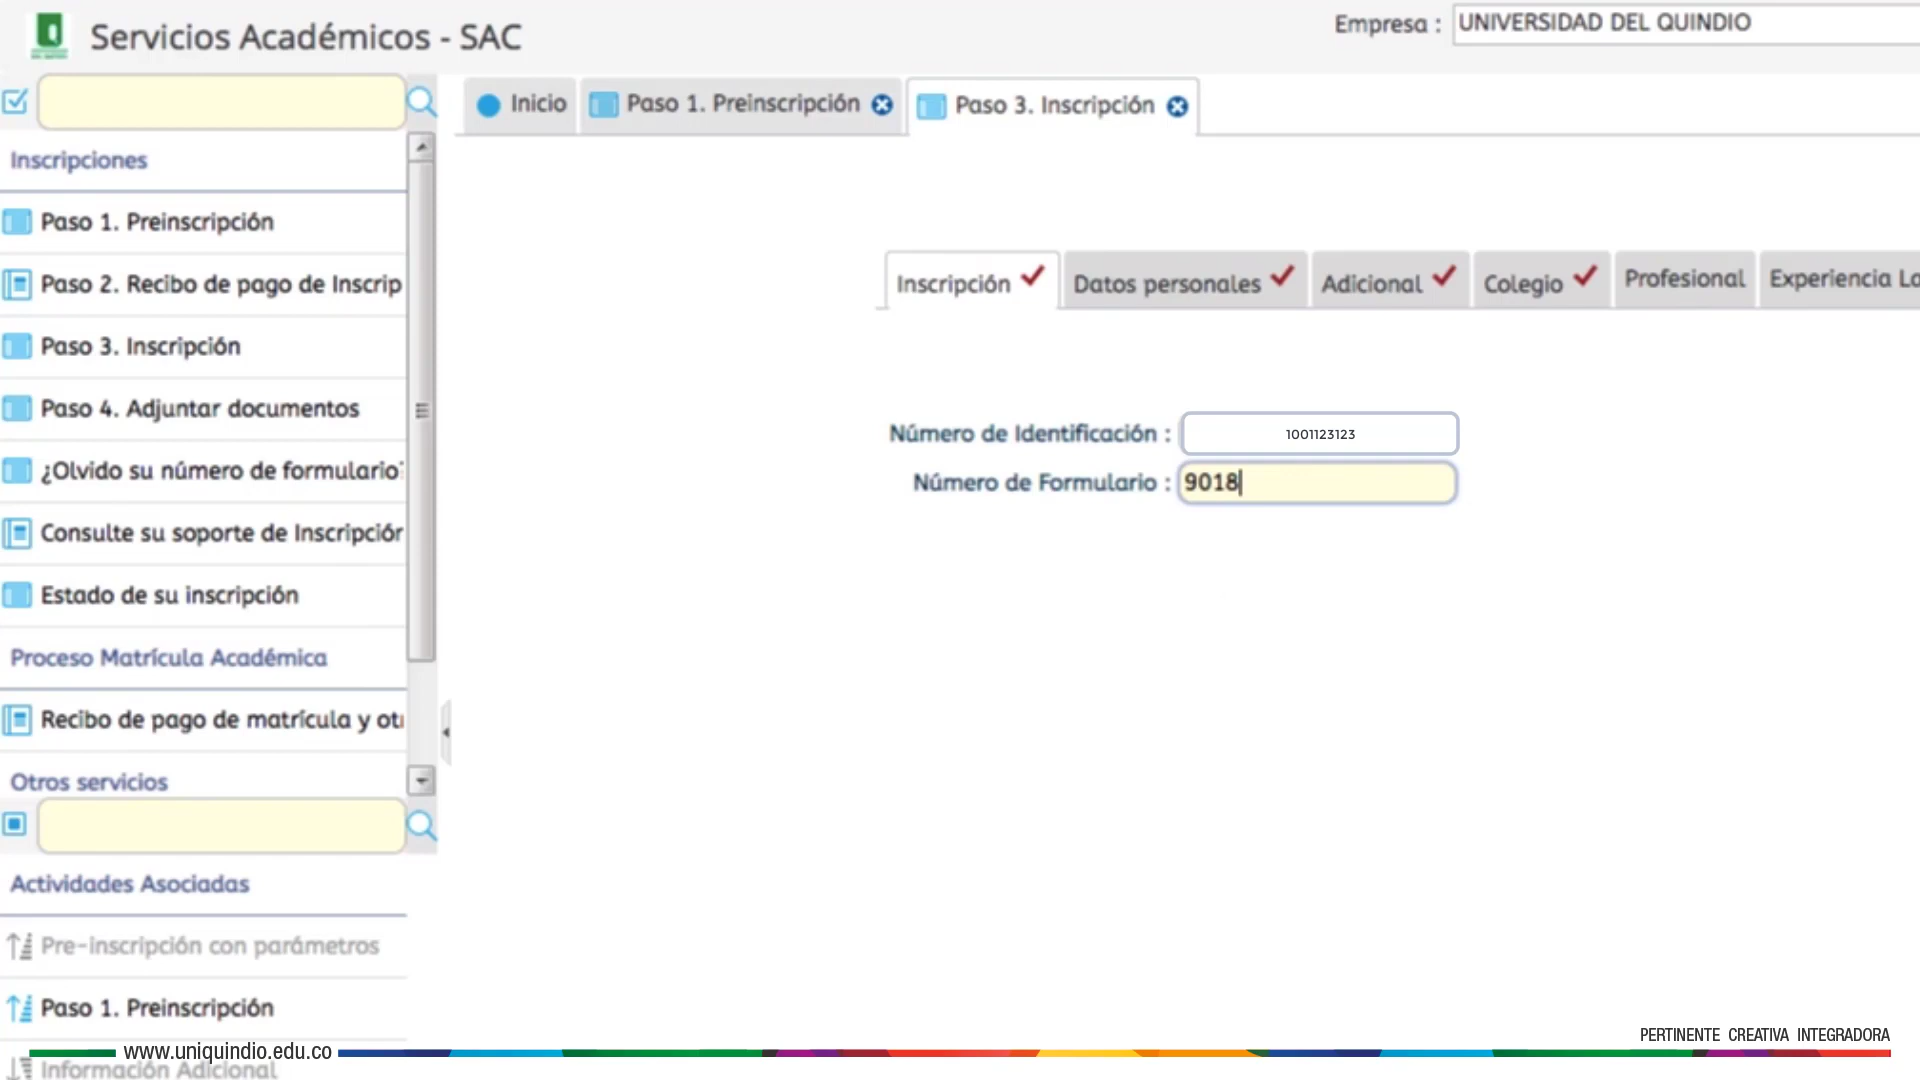 Servicios Académicos - SAC
Empresa : UNIVERSIDAD DEL QUINDIO
Inicio
Paso 1. Preinscripción
Paso 3. Inscripción
Inscripciones
Paso 1. Preinscripción
Paso 2. Recibo de pago de Inscrip
Paso 3. Inscripción
Paso 4. Adjuntar documentos
¿Olvido su número de formulario
Consulte su soporte de Inscripción
Estado de su inscripción
Proceso Matrícula Académica
Recibo de pago de matrícula y otr
Otros servicios
Actividades Asociadas
Pre-inscripción con parámetros
Paso 1. Preinscripción
Información Adicional
Inscripción
Datos personales
Adicional
Colegio
Profesional
Experiencia La
Número de Identificación : 1001123123
Número de Formulario : 9018
PERTINENTE CREATIVA INTEGRADORA
www.uniquindio.edu.co